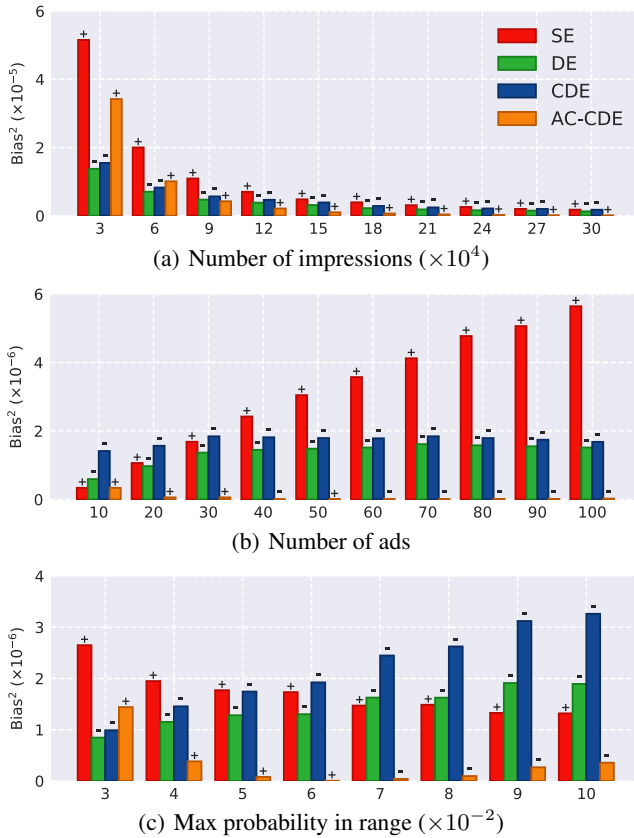 6
4
2
0
Bias² (×10⁻⁵)
SE
DE
CDE
AC-CDE
3 6 9 12 15 18 21 24 27 30
(a) Number of impressions (×10⁴)
6
4
2
0
Bias² (×10⁻⁶)
10 20 30 40 50 60 70 80 90 100
(b) Number of ads
4
3
2
1
0
Bias² (×10⁻⁶)
3 4 5 6 7 8 9 10
(c) Max probability in range (×10⁻²)